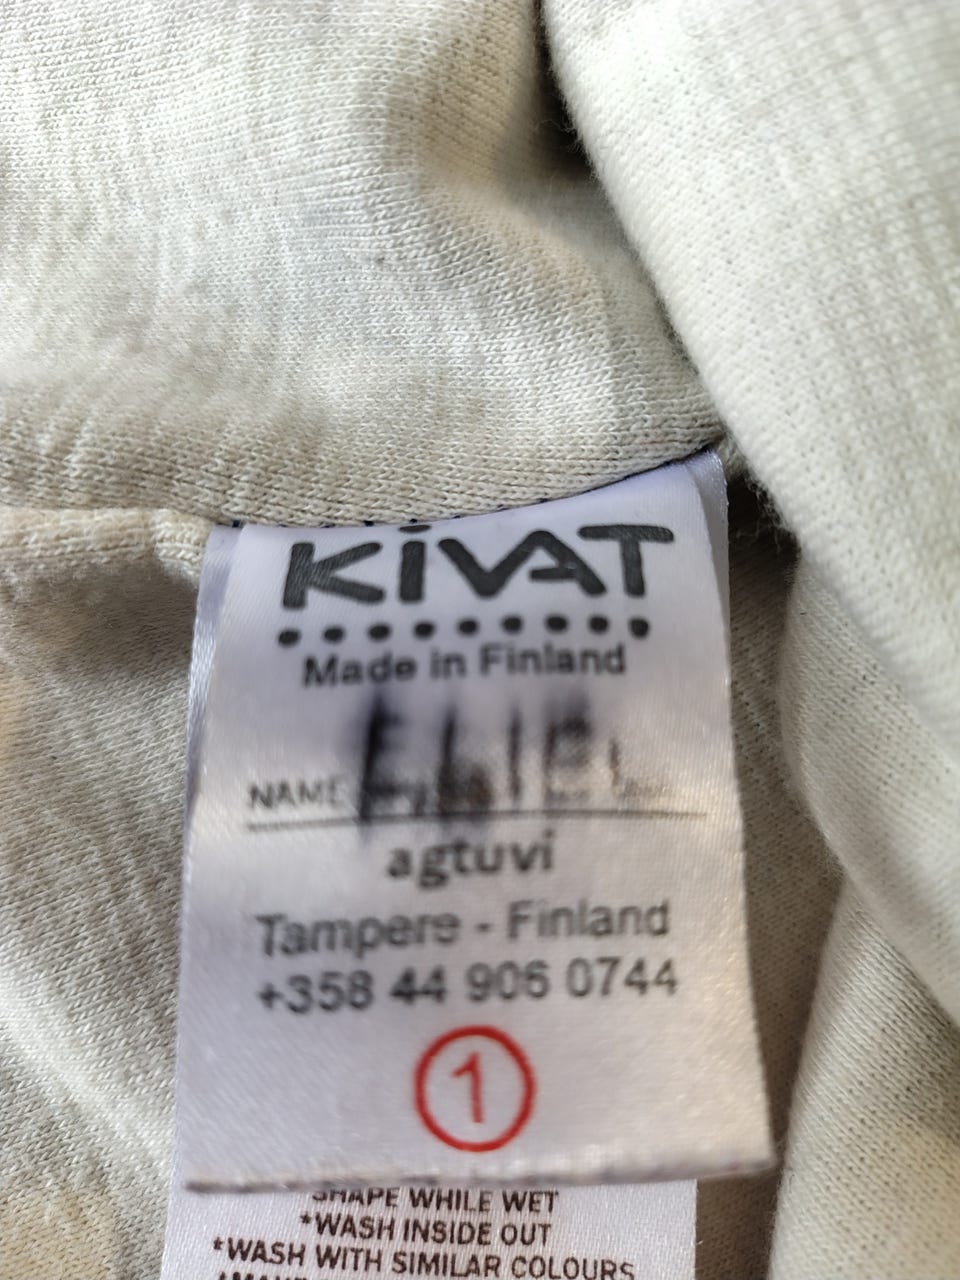 KiVAT
Made in Finland
NAME
agtuvi
Tampere - Finland
+358 44 906 0744
1
SHAPE WHILE WET
*WASH INSIDE OUT
*WASH WITH SIMILAR COLOURS